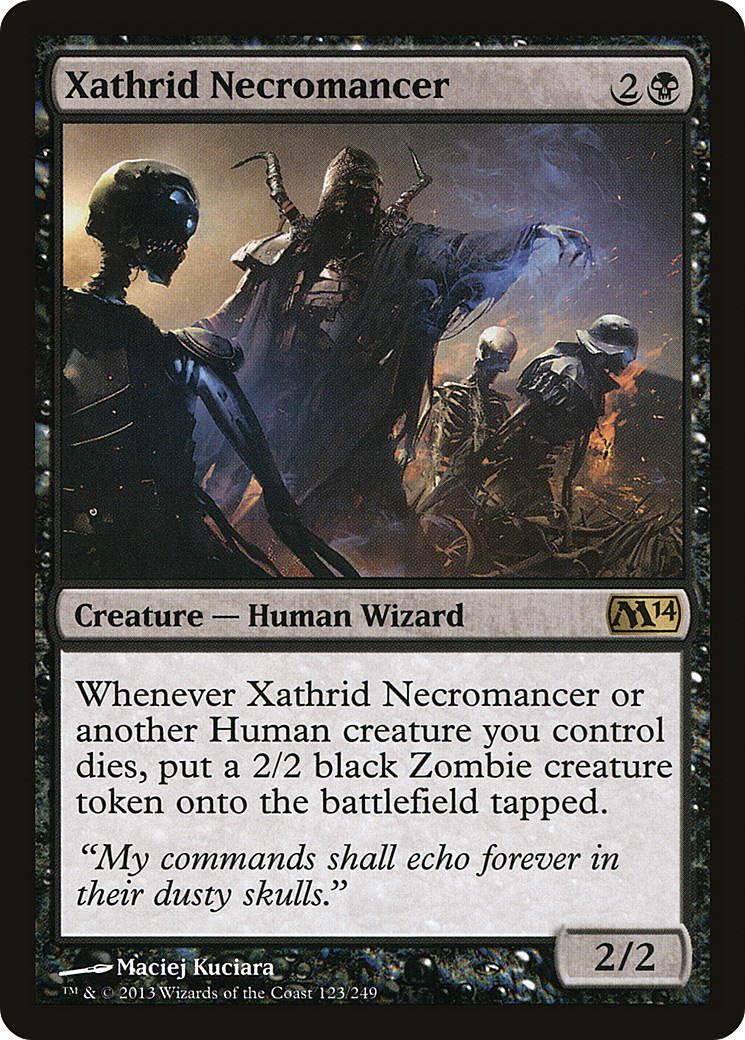 Xathrid Necromancer 2
Creature — Human Wizard M14
Whenever Xathrid Necromancer or
another Human creature you control
dies, put a 2/2 black Zombie creature
token onto the battlefield tapped.
“My commands shall echo forever in
their dusty skulls.”
2/2
Maciej Kuciara
™ & © 2013 Wizards of the Coast 123/249